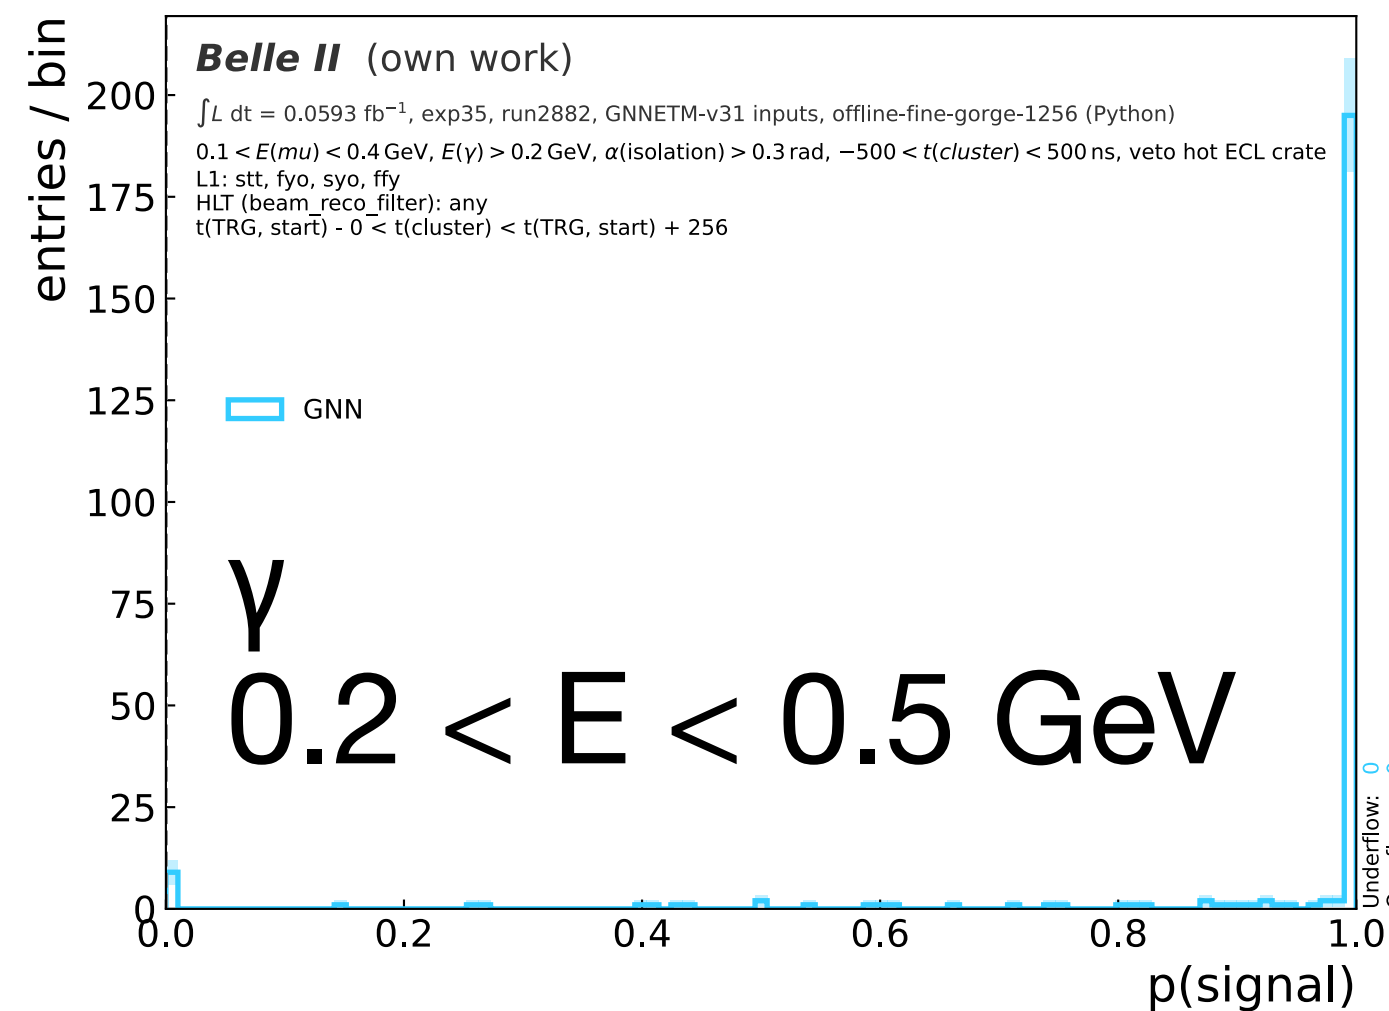 Belle II (own work)
∫L dt = 0.0593 fb⁻¹, exp35, run2882, GNNETM-v31 inputs, offline-fine-gorge-1256 (Python)
0.1 < E(mu) < 0.4 GeV, E(γ) > 0.2 GeV, α(isolation) > 0.3 rad, −500 < t(cluster) < 500 ns, veto hot ECL crate
L1: stt, fyo, syo, ffy
HLT (beam_reco_filter): any
t(TRG, start) - 0 < t(cluster) < t(TRG, start) + 256
entries / bin
200
175
150
125
100
75
50
25
0
GNN
γ
0.2 < E < 0.5 GeV
0.0
0.2
0.4
0.6
0.8
1.0
p(signal)
Underflow: 0